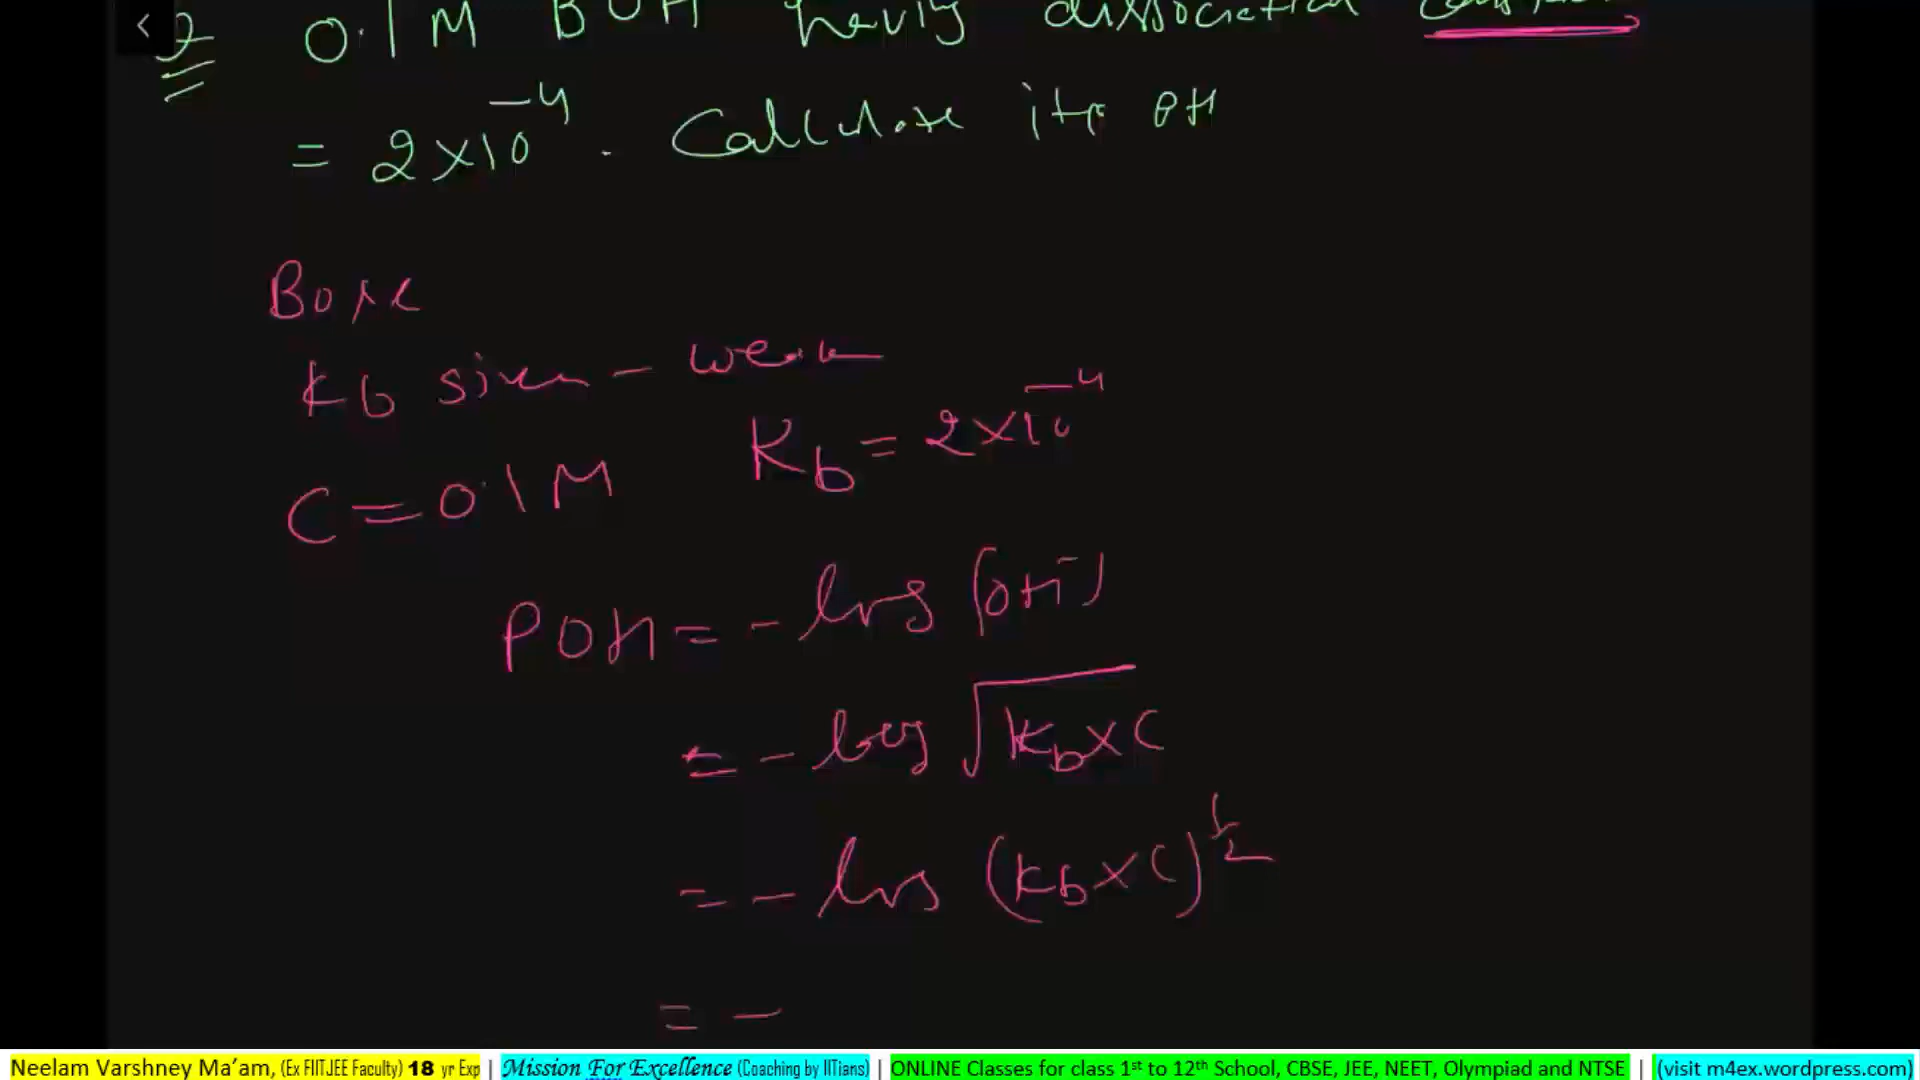 Q 0.1 M BOH having dissociation
= 2×10⁻⁴ . Calculate its pH
Base
Kb given – weak
C = 0.1 M Kb = 2×10⁻⁴
POH = - log (OH⁻)
= - log √Kb×C
= - log (Kb×C)^½
= -
Neelam Varshney Ma’am, (Ex FIITJEE Faculty) 18 yr Exp | Mission For Excellence (Coaching by IITians) | ONLINE Classes for class 1st to 12th School, CBSE, JEE, NEET, Olympiad and NTSE | (visit m4ex.wordpress.com)